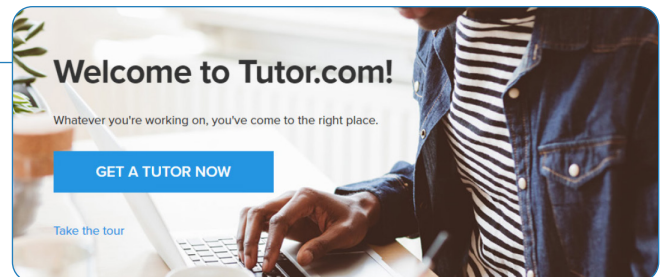 Welcome to Tutor.com!
Whatever you're working on, you've come to the right place.
GET A TUTOR NOW
Take the tour